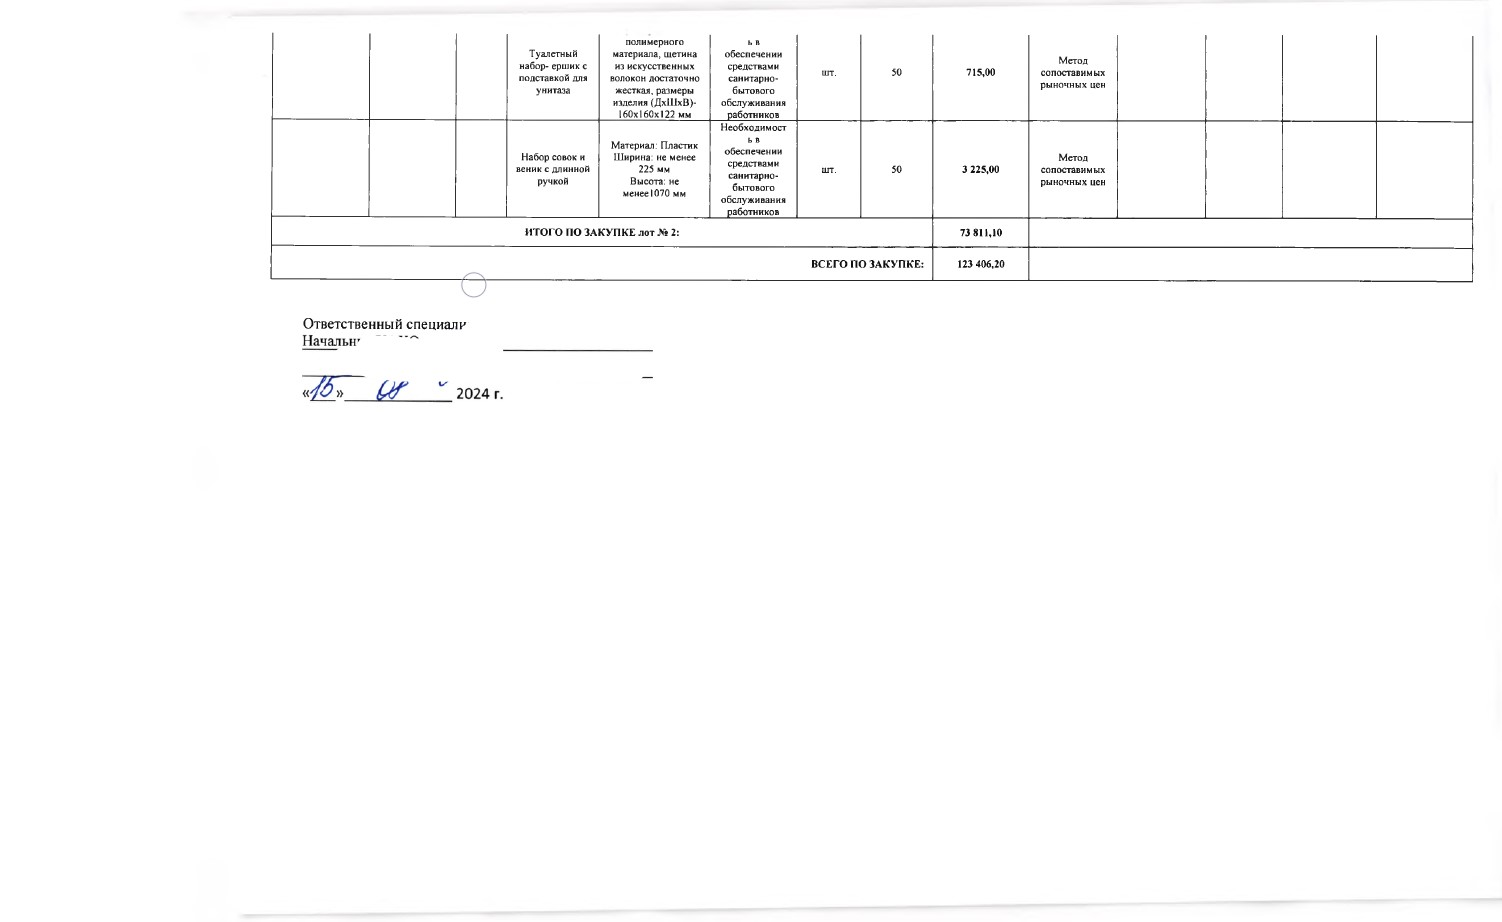 Туалетный
набор- ершик с
подставкой для
унитаза
полимерного
материала, щетина
из искусственных
волокон достаточно
жесткая, размеры
изделия (ДхШхВ)-
160х160х122 мм
ь в
обеспечении
средствами
санитарно-
бытового
обслуживания
работников
шт.
50
715,00
Метод
сопоставимых
рыночных цен
Набор совок и
веник с длинной
ручкой
Материал: Пластик
Ширина: не менее
225 мм
Высота: не
менее1070 мм
Необходимост
ь в
обеспечении
средствами
санитарно-
бытового
обслуживания
работников
шт.
50
3 225,00
Метод
сопоставимых
рыночных цен
ИТОГО ПО ЗАКУПКЕ лот № 2: 73 811,10
ВСЕГО ПО ЗАКУПКЕ: 123 406,20
Ответственный специали
Начальн
«15» 08 2024 г.